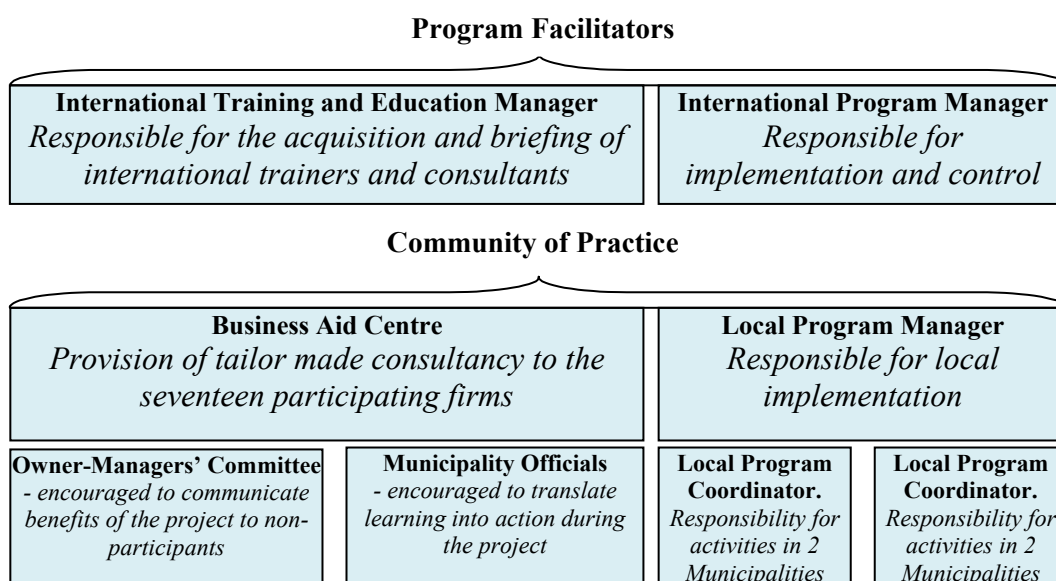 Program Facilitators
International Training and Education Manager
Responsible for the acquisition and briefing of
international trainers and consultants
International Program Manager
Responsible for
implementation and control
Community of Practice
Business Aid Centre
Provision of tailor made consultancy to the
seventeen participating firms
Local Program Manager
Responsible for local
implementation
Owner-Managers’ Committee
- encouraged to communicate
benefits of the project to non-
participants
Municipality Officials
- encouraged to translate
learning into action during
the project
Local Program
Coordinator.
Responsibility for
activities in 2
Municipalities
Local Program
Coordinator.
Responsibility for
activities in 2
Municipalities